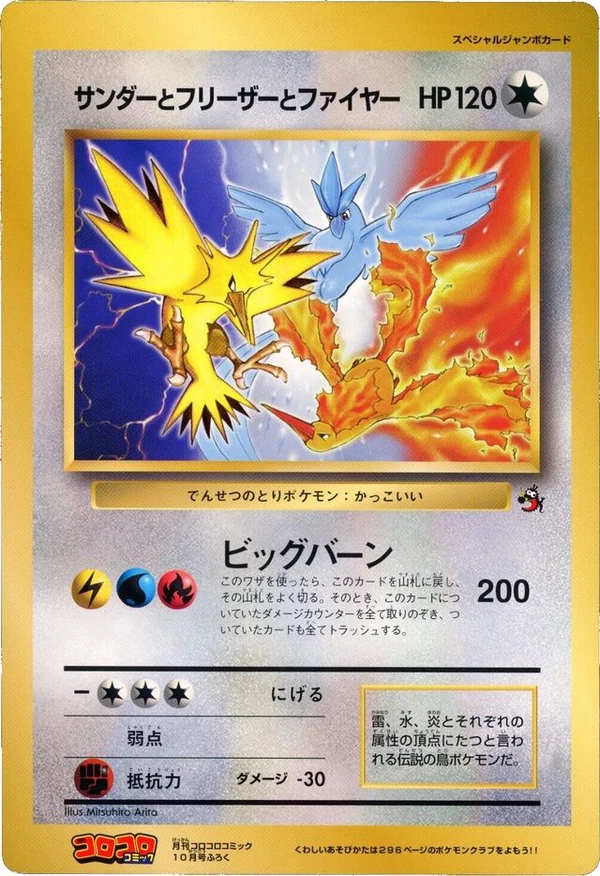 スペシャルジャンボカード
サンダーとフリーザーとファイヤー HP120
でんせつのとりポケモン：かっこいい
ビッグバーン
このワザを使ったら、このカードを山札に戻し、
その山札をよく切る。そのとき、このカードにつ
いていたダメージカウンターを全て取りのぞき、つ
いていたカードも全てトラッシュする。
200
− にげる
弱点
抵抗力 ダメージ -30
雷、水、炎とそれぞれの
属性の頂点にたつと言わ
れる伝説の鳥ポケモンだ。
Illus. Mitsuhiro Arita
コロコロ
コミック
月刊コロコロコミック
10月号ふろく
くわしいあそびかたは296ページのポケモンクラブをよもう!!